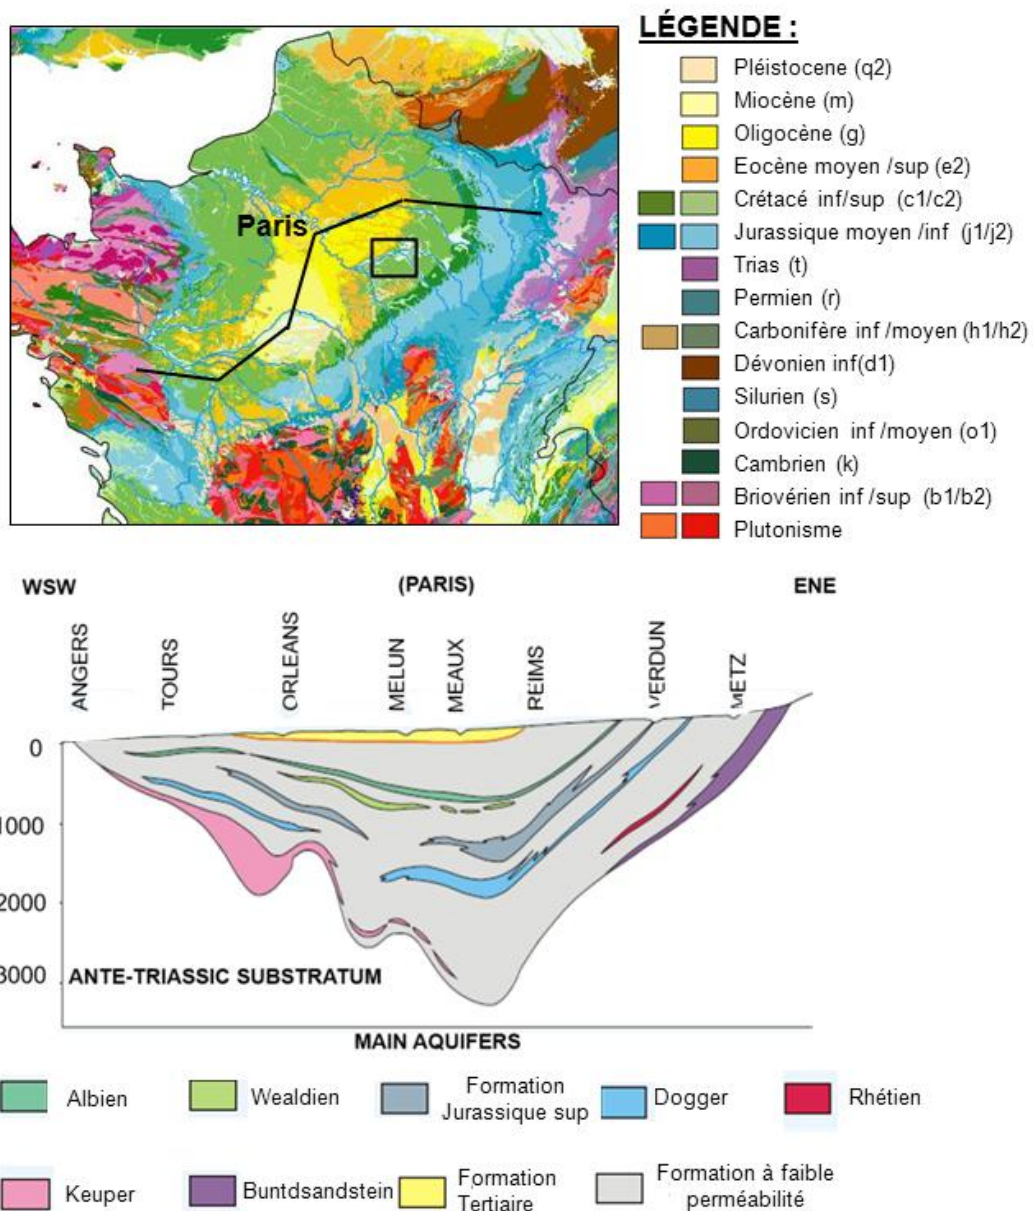 LÉGENDE :
Pléistocene (q2)
Miocène (m)
Oligocène (g)
Eocène moyen /sup (e2)
Crétacé inf/sup (c1/c2)
Jurassique moyen /inf (j1/j2)
Trias (t)
Permien (r)
Carbonifère inf /moyen (h1/h2)
Dévonien inf(d1)
Silurien (s)
Ordovicien inf /moyen (o1)
Cambrien (k)
Briovérien inf /sup (b1/b2)
Plutonisme
Paris
WSW (PARIS) ENE
ANGERS
TOURS
ORLEANS
MELUN
MEAUX
REIMS
VERDUN
METZ
0
1000
2000
3000
ANTE-TRIASSIC SUBSTRATUM
MAIN AQUIFERS
Albien
Wealdien
Formation
Jurassique sup
Dogger
Rhétien
Keuper
Buntdsandstein
Formation
Tertiaire
Formation à faible
perméabilité